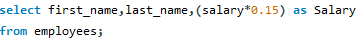 select first_name,last_name,(salary*0.15) as Salary
from employees;